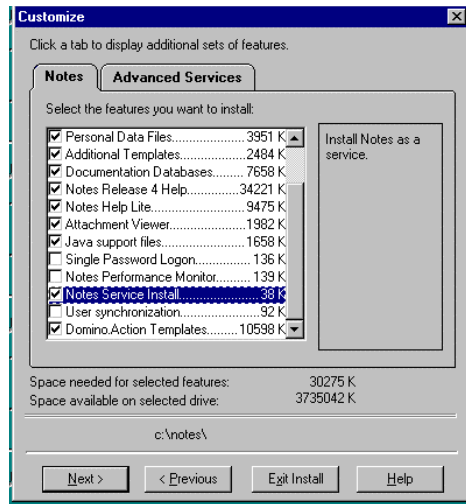 Customize
Click a tab to display additional sets of features.
Notes Advanced Services
Select the features you want to install:
Personal Data Files..................3951 K
Additional Templates................2484 K
Documentation Databases........7658 K
Notes Release 4 Help..............34221 K
Notes Help Lite.........................9475 K
Attachment Viewer....................1982 K
Java support files......................1658 K
Single Password Logon.............136 K
Notes Performance Monitor........139 K
Notes Service Install....................38 K
User synchronization...................92 K
Domino.Action Templates.........10598 K
Install Notes as a
service.
Space needed for selected features: 30275 K
Space available on selected drive: 3735042 K
c:\notes\
Next > < Previous Exit Install Help